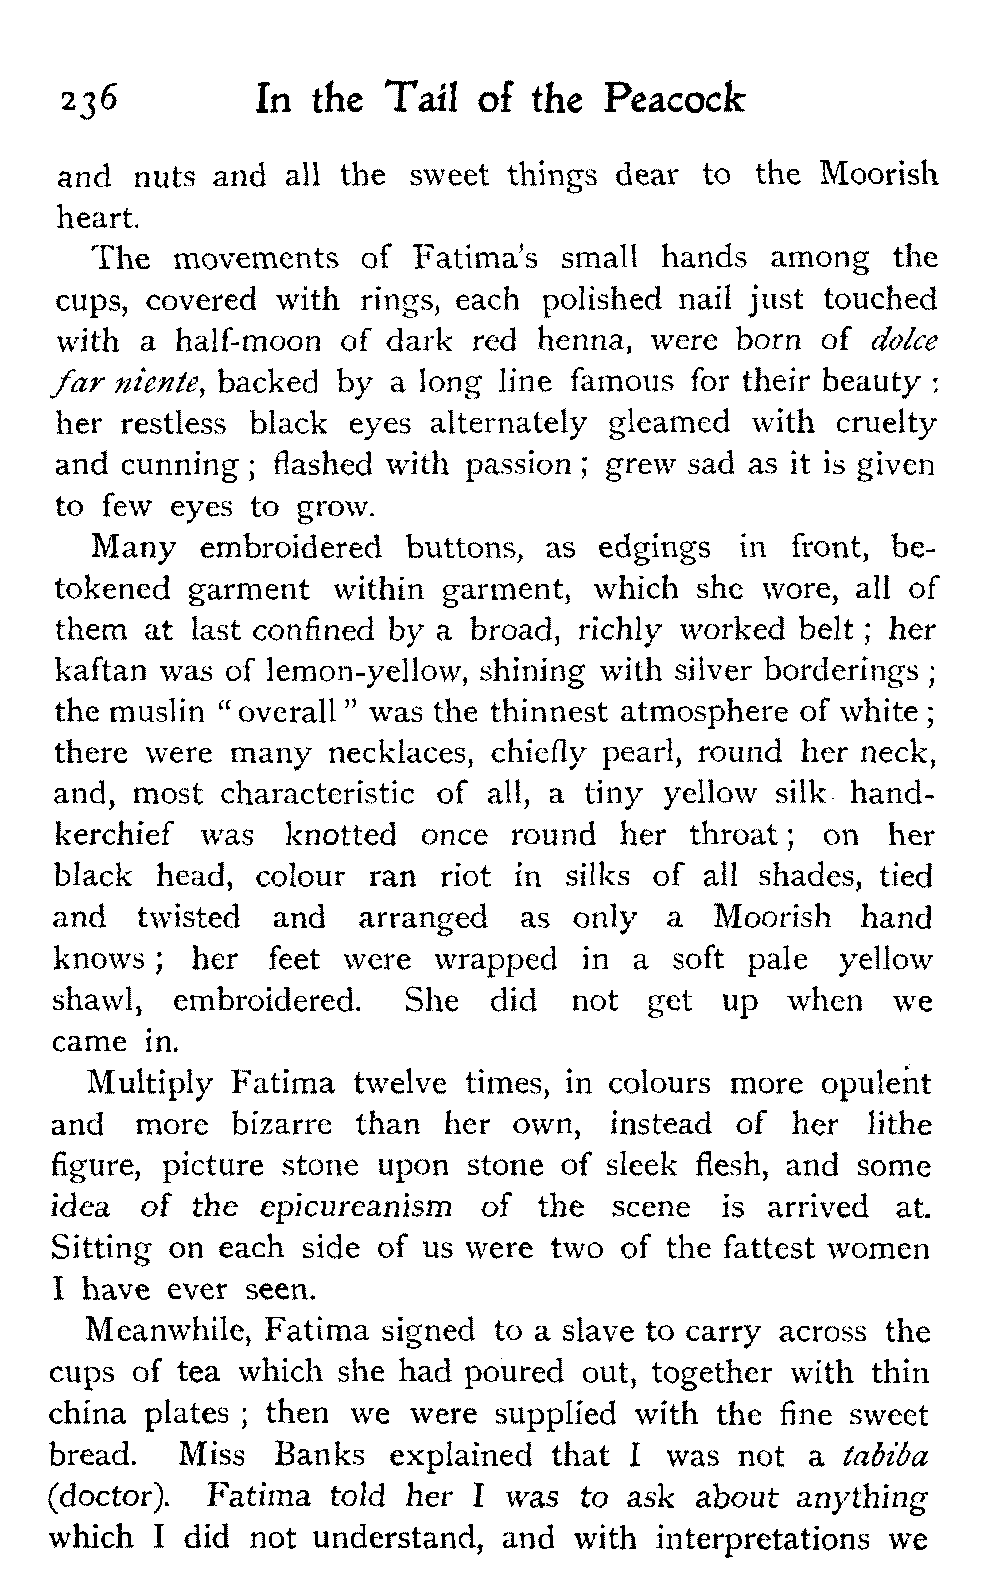 236 In the Tail of the Peacock
and nuts and all the sweet things dear to the Moorish
heart.
The movements of Fatima's small hands among the
cups, covered with rings, each polished nail just touched
with a half-moon of dark red henna, were born of dolce
far niente, backed by a long line famous for their beauty :
her restless black eyes alternately gleamed with cruelty
and cunning ; flashed with passion ; grew sad as it is given
to few eyes to grow.
Many embroidered buttons, as edgings in front, be-
tokened garment within garment, which she wore, all of
them at last confined by a broad, richly worked belt ; her
kaftan was of lemon-yellow, shining with silver borderings ;
the muslin “ overall ” was the thinnest atmosphere of white ;
there were many necklaces, chiefly pearl, round her neck,
and, most characteristic of all, a tiny yellow silk hand-
kerchief was knotted once round her throat ; on her
black head, colour ran riot in silks of all shades, tied
and twisted and arranged as only a Moorish hand
knows ; her feet were wrapped in a soft pale yellow
shawl, embroidered. She did not get up when we
came in.
Multiply Fatima twelve times, in colours more opulent
and more bizarre than her own, instead of her lithe
figure, picture stone upon stone of sleek flesh, and some
idea of the epicureanism of the scene is arrived at.
Sitting on each side of us were two of the fattest women
I have ever seen.
Meanwhile, Fatima signed to a slave to carry across the
cups of tea which she had poured out, together with thin
china plates ; then we were supplied with the fine sweet
bread. Miss Banks explained that I was not a tabiba
(doctor). Fatima told her I was to ask about anything
which I did not understand, and with interpretations we